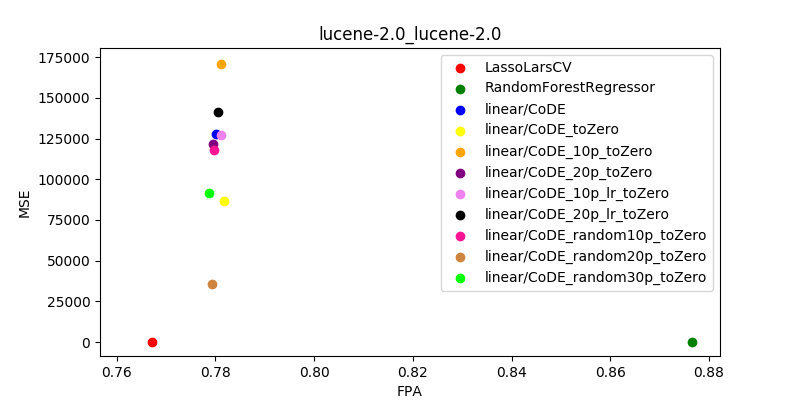 lucene-2.0_lucene-2.0
175000
150000
125000
100000
75000
50000
25000
0
MSE
0.76
0.78
0.80
0.82
0.84
0.86
0.88
FPA
LassoLarsCV
RandomForestRegressor
linear/CoDE
linear/CoDE_toZero
linear/CoDE_10p_toZero
linear/CoDE_20p_toZero
linear/CoDE_10p_lr_toZero
linear/CoDE_20p_lr_toZero
linear/CoDE_random10p_toZero
linear/CoDE_random20p_toZero
linear/CoDE_random30p_toZero